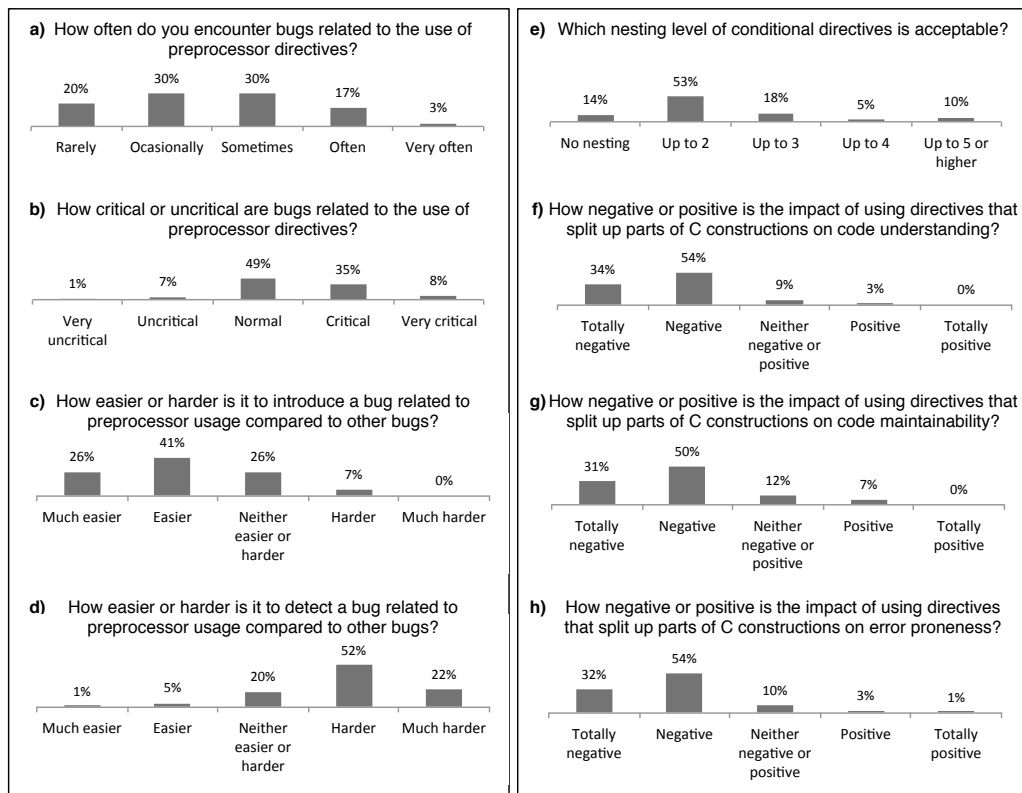 a) How often do you encounter bugs related to the use of
preprocessor directives?
20% 30% 30% 17% 3%
Rarely Ocasionally Sometimes Often Very often
b) How critical or uncritical are bugs related to the use of
preprocessor directives?
1% 7% 49% 35% 8%
Very Uncritical Normal Critical Very critical
uncritical
c) How easier or harder is it to introduce a bug related to
preprocessor usage compared to other bugs?
26% 41% 26% 7% 0%
Much easier Easier Neither Harder Much harder
easier or
harder
d) How easier or harder is it to detect a bug related to
preprocessor usage compared to other bugs?
1% 5% 20% 52% 22%
Much easier Easier Neither Harder Much harder
easier or
harder
e) Which nesting level of conditional directives is acceptable?
14% 53% 18% 5% 10%
No nesting Up to 2 Up to 3 Up to 4 Up to 5 or
higher
f) How negative or positive is the impact of using directives that
split up parts of C constructions on code understanding?
34% 54% 9% 3% 0%
Totally Negative Neither Positive Totally
negative negative or positive
positive
g) How negative or positive is the impact of using directives that
split up parts of C constructions on code maintainability?
31% 50% 12% 7% 0%
Totally Negative Neither Positive Totally
negative negative or positive
positive
h) How negative or positive is the impact of using directives
that split up parts of C constructions on error proneness?
32% 54% 10% 3% 1%
Totally Negative Neither Positive Totally
negative negative or positive
positive